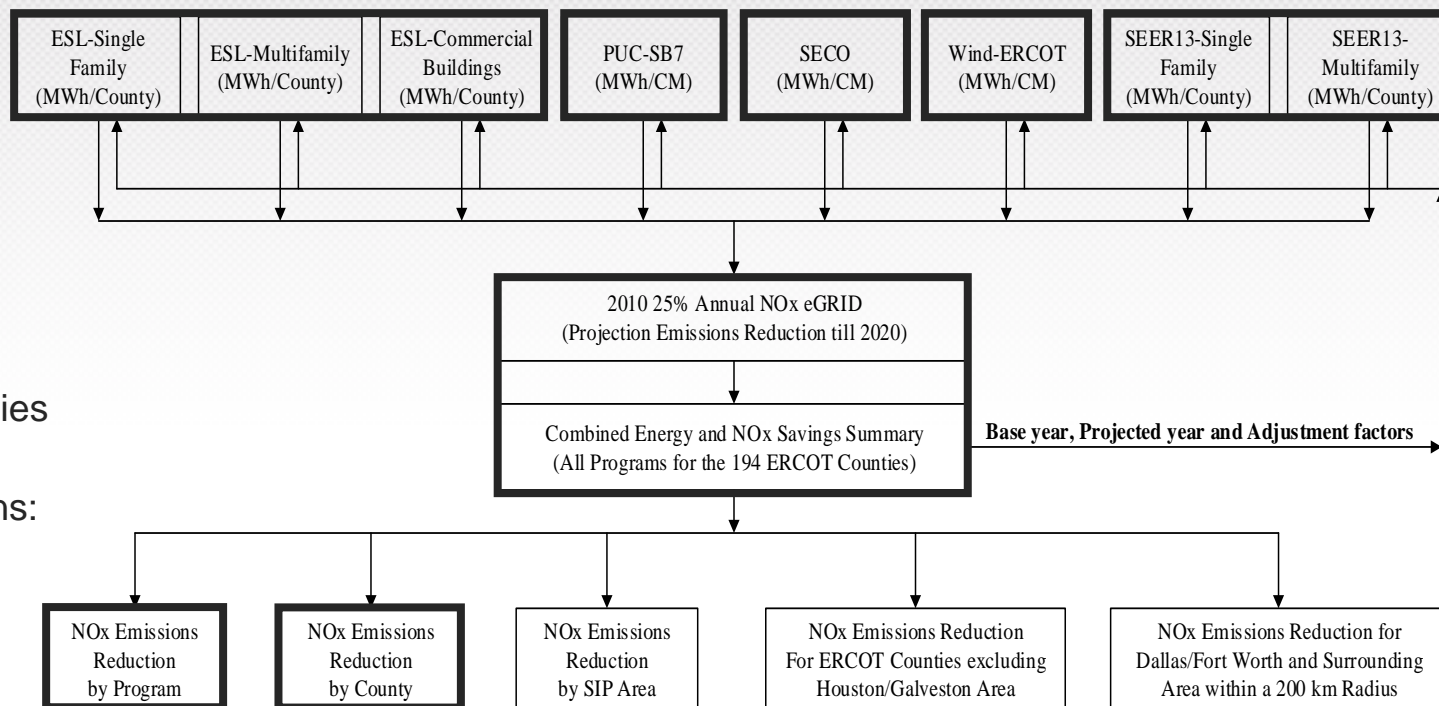 ESL-Single
Family
(MWh/County)
ESL-Multifamily
(MWh/County)
ESL-Commercial
Buildings
(MWh/County)
PUC-SB7
(MWh/CM)
SECO
(MWh/CM)
Wind-ERCOT
(MWh/CM)
SEER13-Single
Family
(MWh/County)
SEER13-
Multifamily
(MWh/County)
2010 25% Annual NOx eGRID
(Projection Emissions Reduction till 2020)
Combined Energy and NOx Savings Summary
(All Programs for the 194 ERCOT Counties)
Base year, Projected year and Adjustment factors
NOx Emissions
Reduction
by Program
NOx Emissions
Reduction
by County
NOx Emissions
Reduction
by SIP Area
NOx Emissions Reduction
For ERCOT Counties excluding
Houston/Galveston Area
NOx Emissions Reduction for
Dallas/Fort Worth and Surrounding
Area within a 200 km Radius